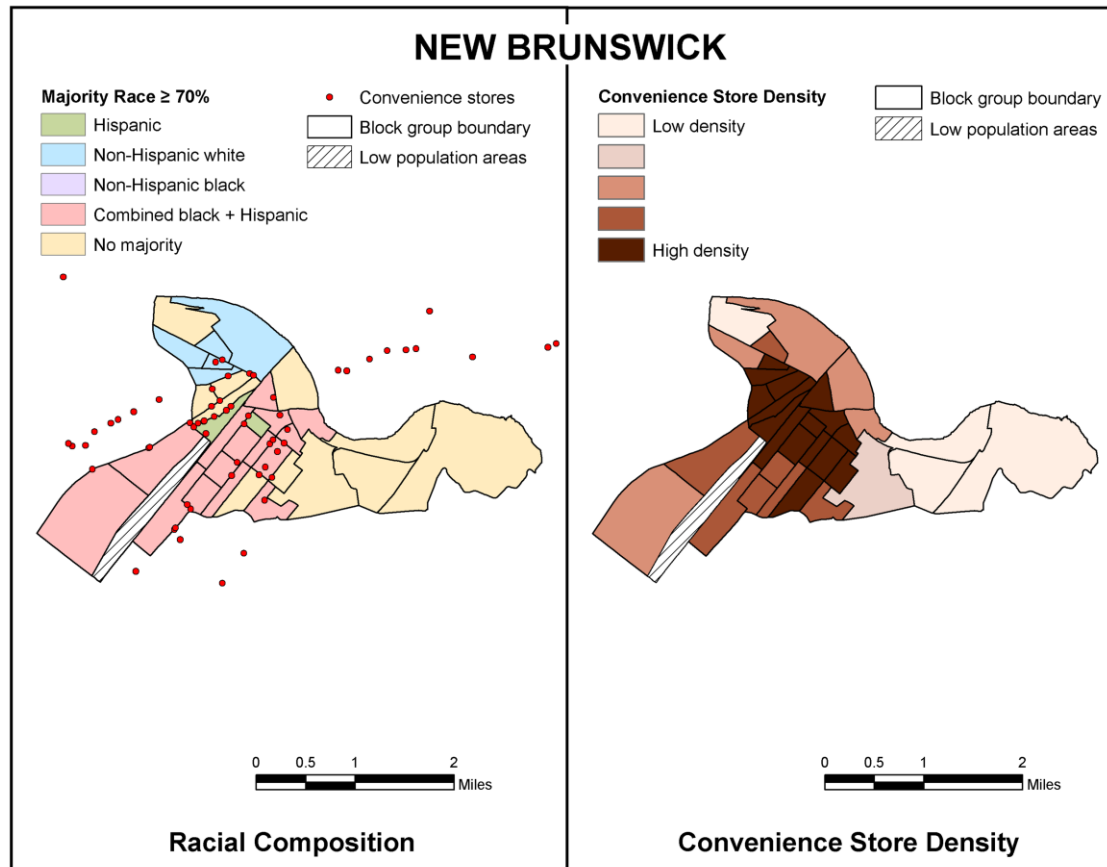 NEW BRUNSWICK
Majority Race ≥ 70%
Hispanic
Non-Hispanic white
Non-Hispanic black
Combined black + Hispanic
No majority
Convenience stores
Block group boundary
Low population areas
0 0.5 1 2
Miles
Racial Composition
Convenience Store Density
Low density
High density
Block group boundary
Low population areas
0 0.5 1 2
Miles
Convenience Store Density